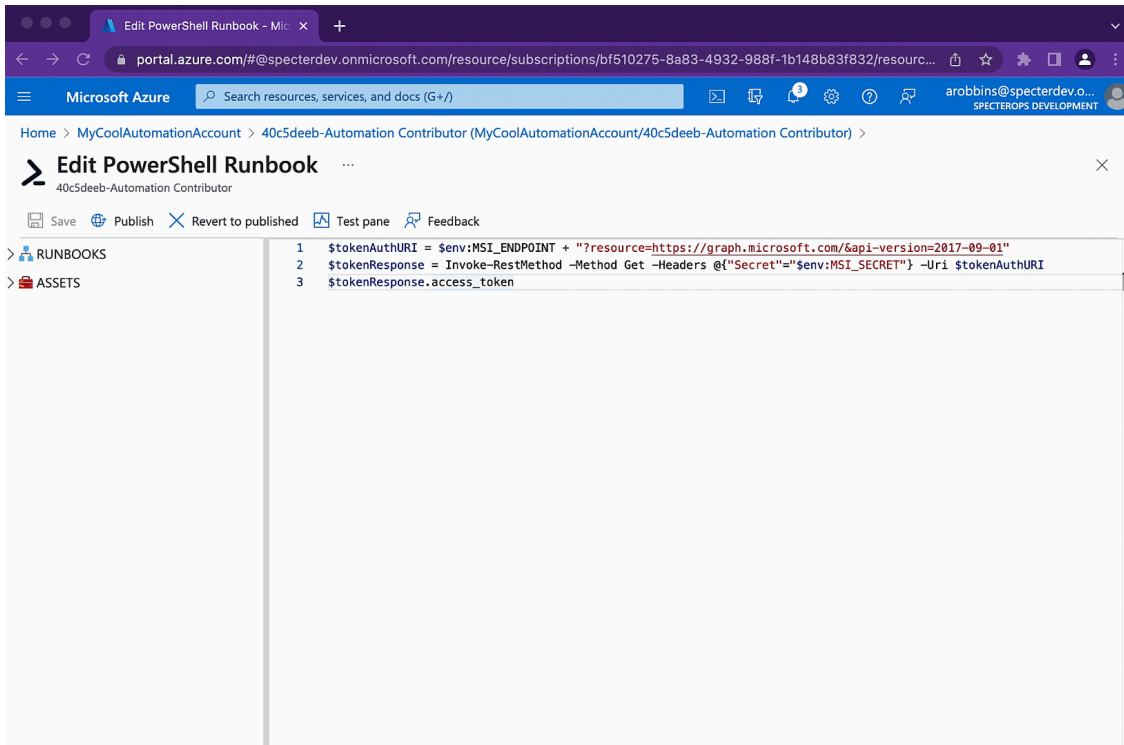 Edit PowerShell Runbook - Mic
portal.azure.com/#@specterdev.onmicrosoft.com/resource/subscriptions/bf510275-8a83-4932-988f-1b148b83f832/resourc...
Microsoft Azure
Search resources, services, and docs (G+/)
3
arobbins@specterdev.o...
SPECTEROPS DEVELOPMENT
Home > MyCoolAutomationAccount > 40c5deeb-Automation Contributor (MyCoolAutomationAccount/40c5deeb-Automation Contributor) >
Edit PowerShell Runbook ...
40c5deeb-Automation Contributor
Save Publish Revert to published Test pane Feedback
RUNBOOKS
ASSETS
1 $tokenAuthURI = $env:MSI_ENDPOINT + "?resource=https://graph.microsoft.com/&api-version=2017-09-01"
2 $tokenResponse = Invoke-RestMethod -Method Get -Headers @{"Secret"="$env:MSI_SECRET"} -Uri $tokenAuthURI
3 $tokenResponse.access_token